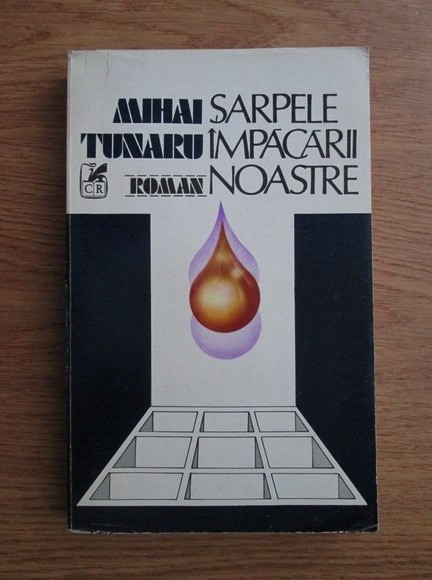 MIHAI
TUNARU
CR
ROMAN
ȘARPELE
ÎMPĂCĂRII
NOASTRE